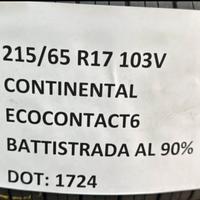 215/65 R17 103V
CONTINENTAL
ECOCONTACT6
BATTISTRADA AL 90%
DOT: 1724